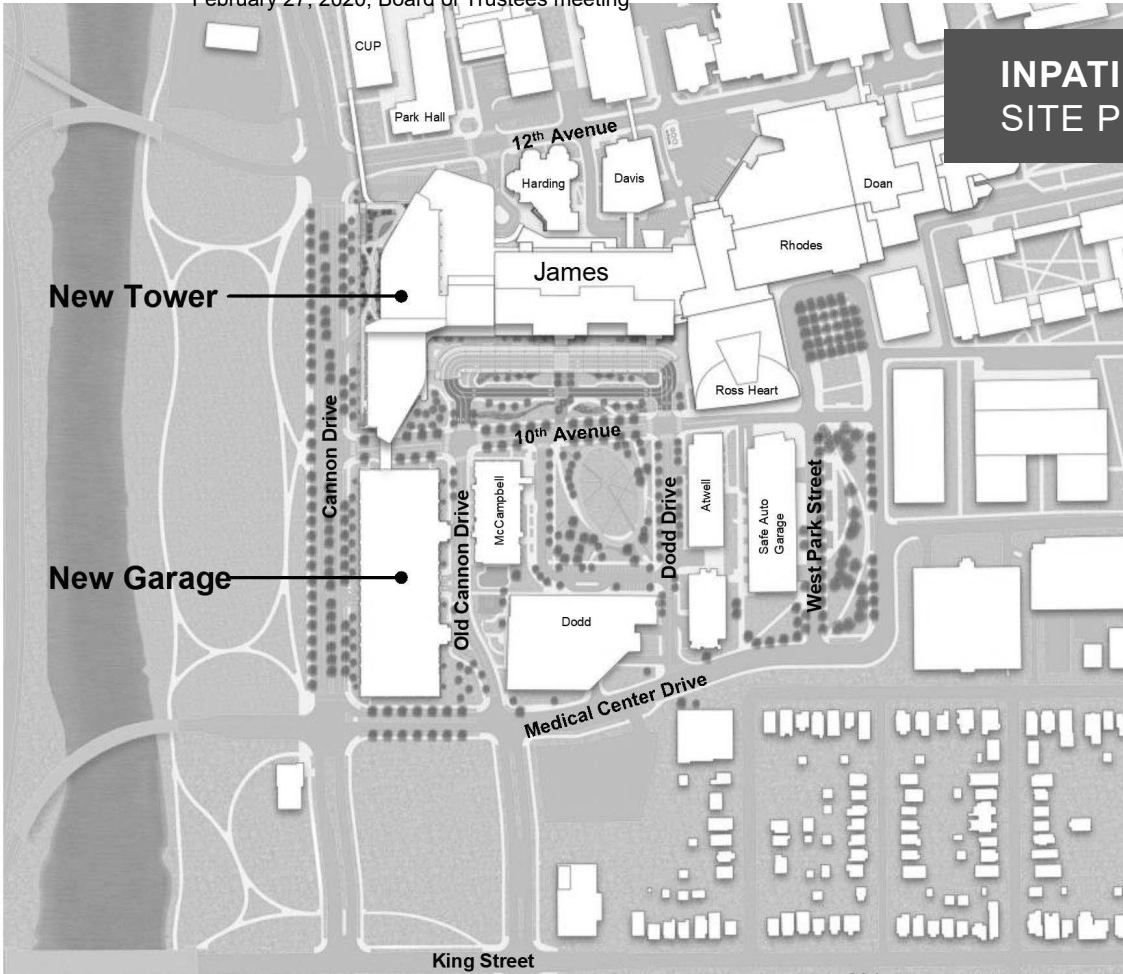 February 27, 2020, Board of Trustees meeting
INPATI
SITE P
CUP
Park Hall
12th Avenue
Harding
Davis
Doan
Rhodes
James
New Tower
Ross Heart
Cannon Drive
10th Avenue
Old Cannon Drive
McCampbell
Dodd Drive
Atwell
Safe Auto
Garage
West Park Street
New Garage
Dodd
Medical Center Drive
King Street